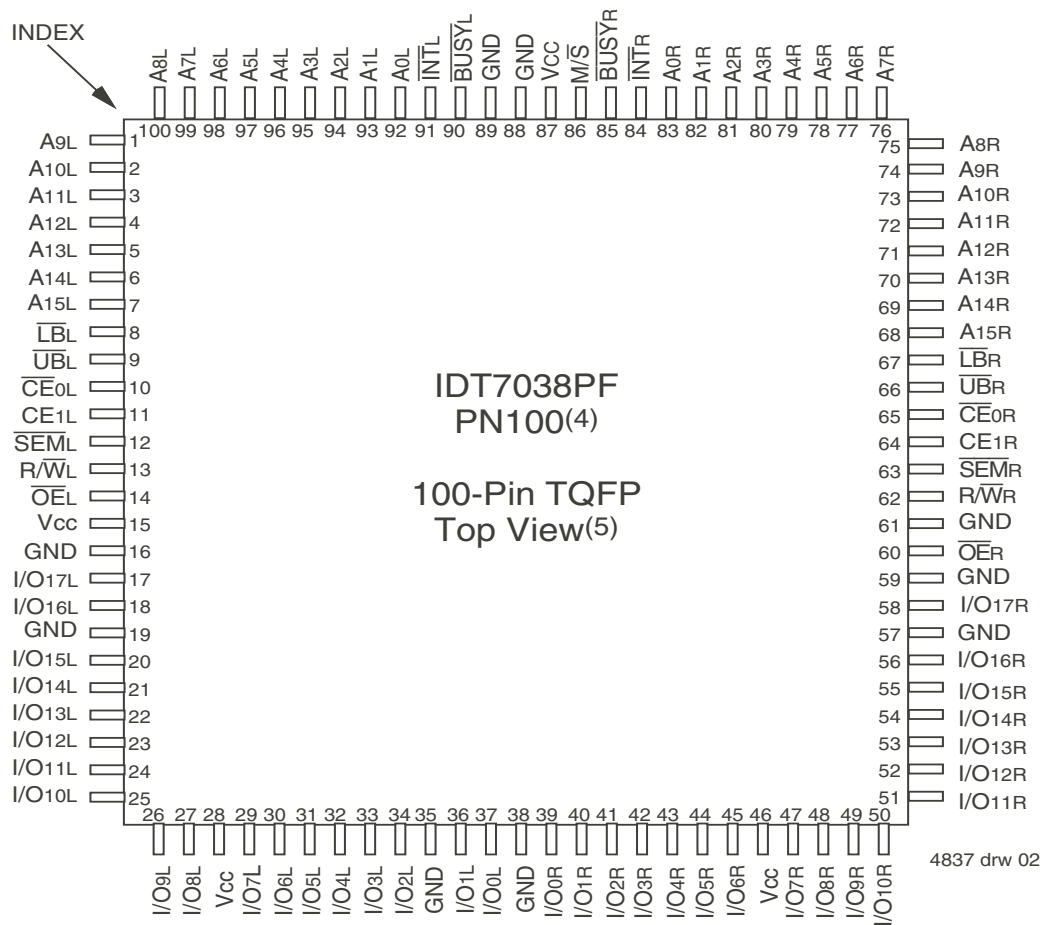 INDEX
A8L A7L A6L A5L A4L A3L A2L A1L A0L INTL BUSYL GND GND Vcc M/S BUSYR INTR A0R A1R A2R A3R A4R A5R A6R A7R
100 99 98 97 96 95 94 93 92 91 90 89 88 87 86 85 84 83 82 81 80 79 78 77 76
A9L 1 75 A8R
A10L 2 74 A9R
A11L 3 73 A10R
A12L 4 72 A11R
A13L 5 71 A12R
A14L 6 70 A13R
A15L 7 69 A14R
LBL 8 68 A15R
UBL 9 67 LBR
CE0L 10 66 UBR
CE1L 11 65 CE0R
SEML 12 64 CE1R
R/WL 13 63 SEMR
OEL 14 62 R/WR
Vcc 15 61 GND
GND 16 60 OER
I/O17L 17 59 GND
I/O16L 18 58 I/O17R
GND 19 57 GND
I/O15L 20 56 I/O16R
I/O14L 21 55 I/O15R
I/O13L 22 54 I/O14R
I/O12L 23 53 I/O13R
I/O11L 24 52 I/O12R
I/O10L 25 51 I/O11R
IDT7038PF
PN100(4)
100-Pin TQFP
Top View(5)
26 27 28 29 30 31 32 33 34 35 36 37 38 39 40 41 42 43 44 45 46 47 48 49 50
I/O9L I/O8L Vcc I/O7L I/O6L I/O5L I/O4L I/O3L I/O2L GND I/O1L I/O0L GND I/O0R I/O1R I/O2R I/O3R I/O4R I/O5R I/O6R Vcc I/O7R I/O8R I/O9R I/O10R
4837 drw 02